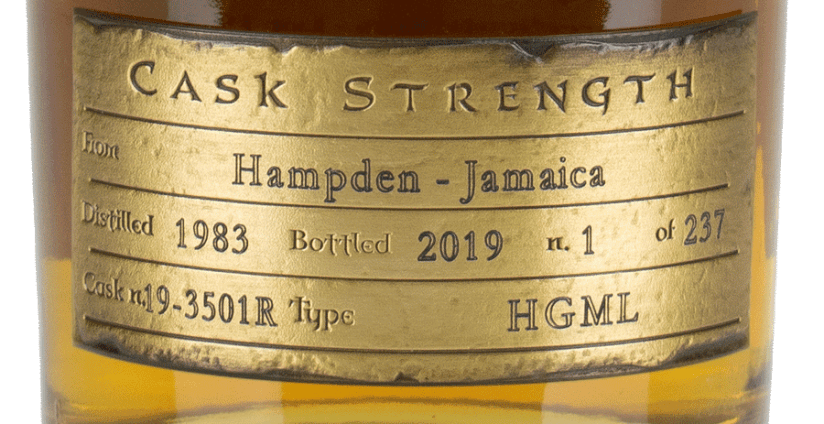 Cask Strength
From Hampden - Jamaica
Distilled 1983 Bottled 2019 n. 1 of 237
Cask n.19-3501R Type HGML